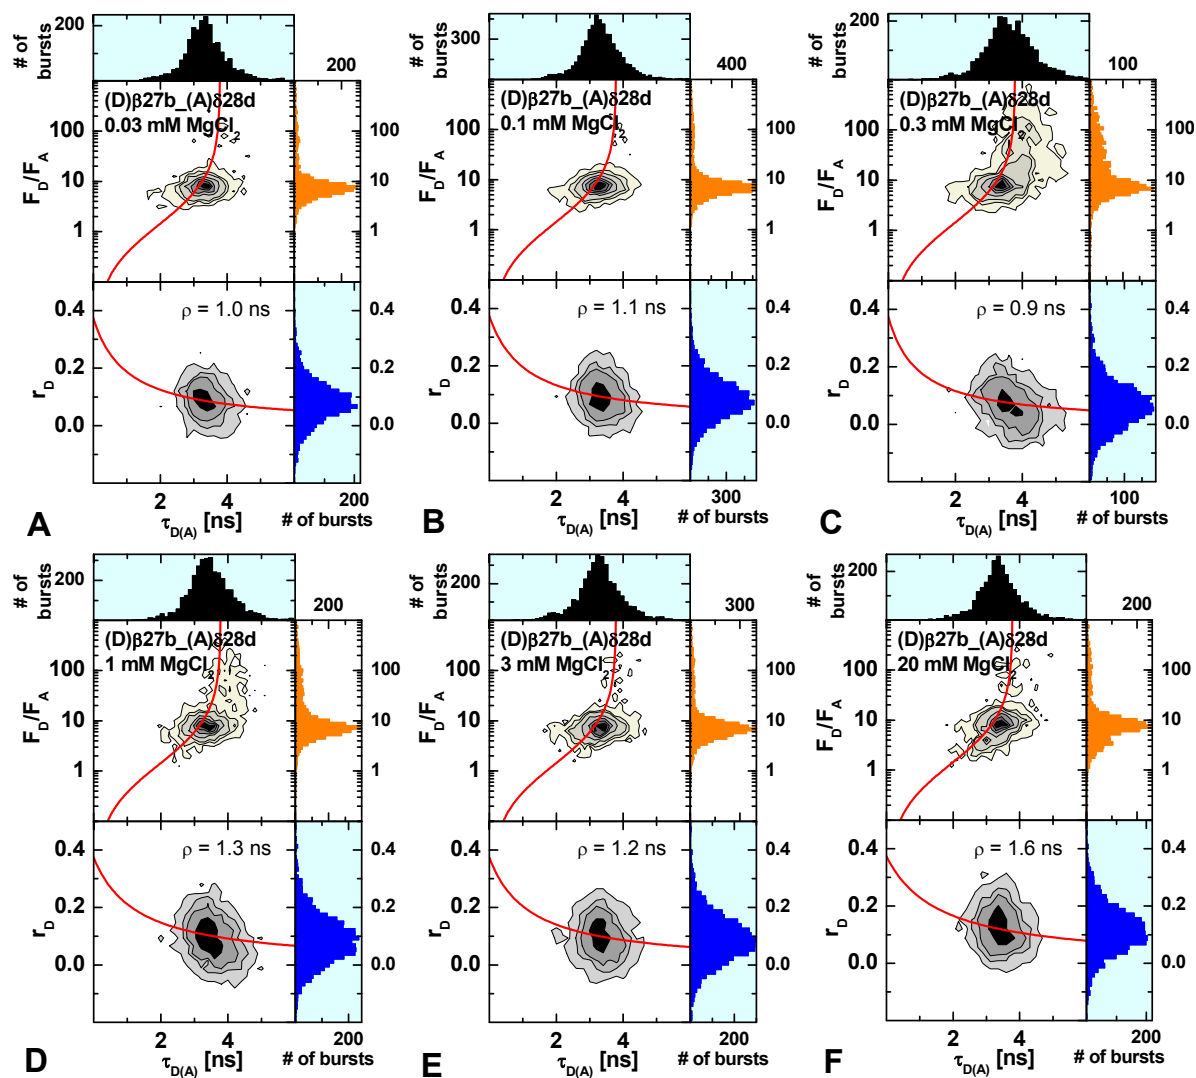 # of bursts
200
200
(D)β27b_(A)δ28d
0.03 mM MgCl2
F_D/F_A
100
10
1
100
10
1
r_D
0.4
0.2
0.0
ρ = 1.0 ns
0.4
0.2
0.0
2
4
200
A
τ_D(A) [ns]
# of bursts
# of bursts
300
400
(D)β27b_(A)δ28d
0.1 mM MgCl2
F_D/F_A
100
10
1
100
10
1
r_D
0.4
0.2
0.0
ρ = 1.1 ns
0.4
0.2
0.0
2
4
300
B
τ_D(A) [ns]
# of bursts
# of bursts
200
100
(D)β27b_(A)δ28d
0.3 mM MgCl
F_D/F_A
100
10
1
100
10
1
r_D
0.4
0.2
0.0
ρ = 0.9 ns
0.4
0.2
0.0
2
4
100
C
τ_D(A) [ns]
# of bursts
# of bursts
200
200
(D)β27b_(A)δ28d
1 mM MgCl2
F_D/F_A
100
10
1
100
10
1
r_D
0.4
0.2
0.0
ρ = 1.3 ns
0.4
0.2
0.0
2
4
200
D
τ_D(A) [ns]
# of bursts
# of bursts
200
300
(D)β27b_(A)δ28d
3 mM MgCl2
F_D/F_A
100
10
1
100
10
1
r_D
0.4
0.2
0.0
ρ = 1.2 ns
0.4
0.2
0.0
2
4
200
E
τ_D(A) [ns]
# of bursts
# of bursts
200
200
(D)β27b_(A)δ28d
20 mM MgCl2
F_D/F_A
100
10
1
100
10
1
r_D
0.4
0.2
0.0
ρ = 1.6 ns
0.4
0.2
0.0
2
4
200
F
τ_D(A) [ns]
# of bursts